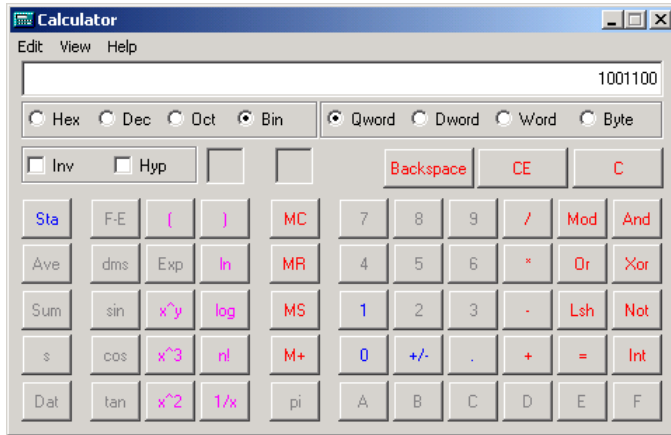 Calculator
Edit View Help
1001100
Hex Dec Oct Bin Qword Dword Word Byte
Inv Hyp Backspace CE C
Sta F-E ( ) MC 7 8 9 / Mod And
Ave dms Exp ln MR 4 5 6 * Or Xor
Sum sin x^y log MS 1 2 3 - Lsh Not
s cos x^3 n! M+ 0 +/- . + = Int
Dat tan x^2 1/x pi A B C D E F